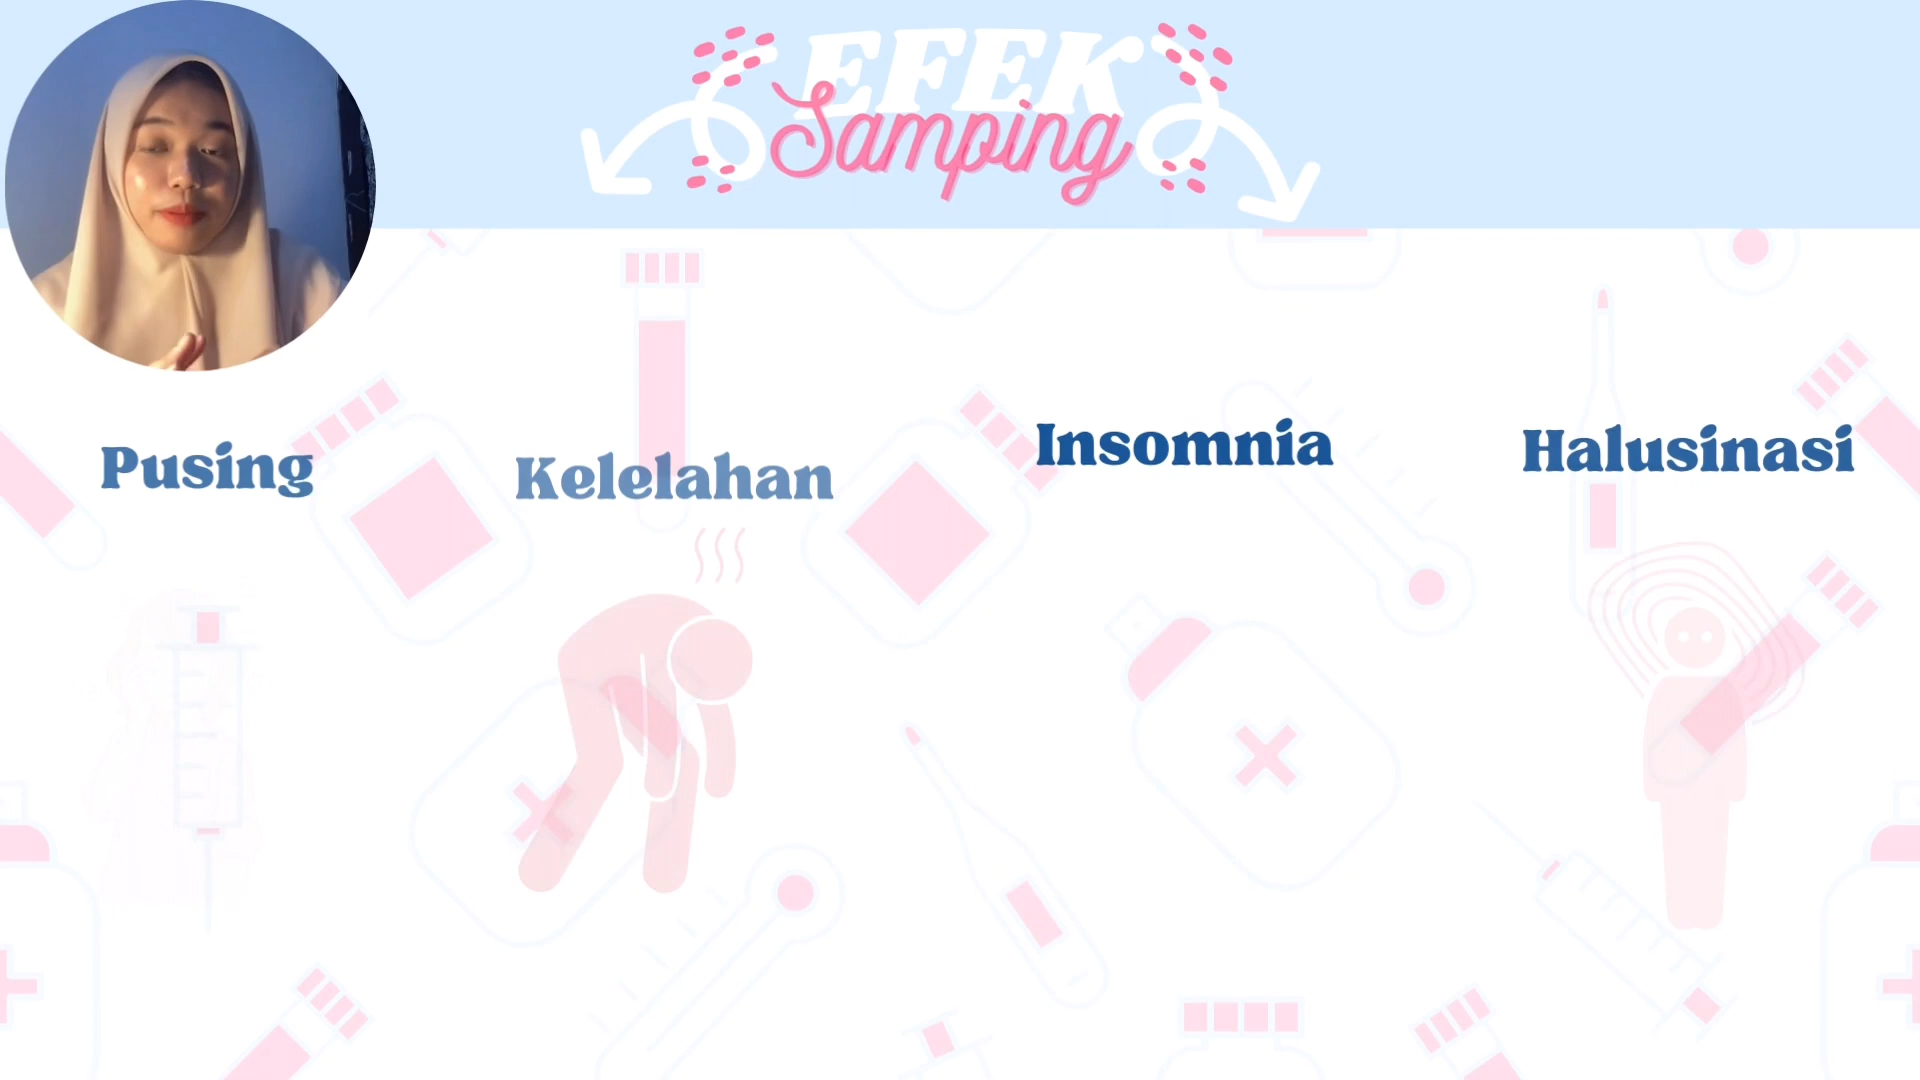 EFEK
Samping
Pusing
Kelelahan
Insomnia
Halusinasi